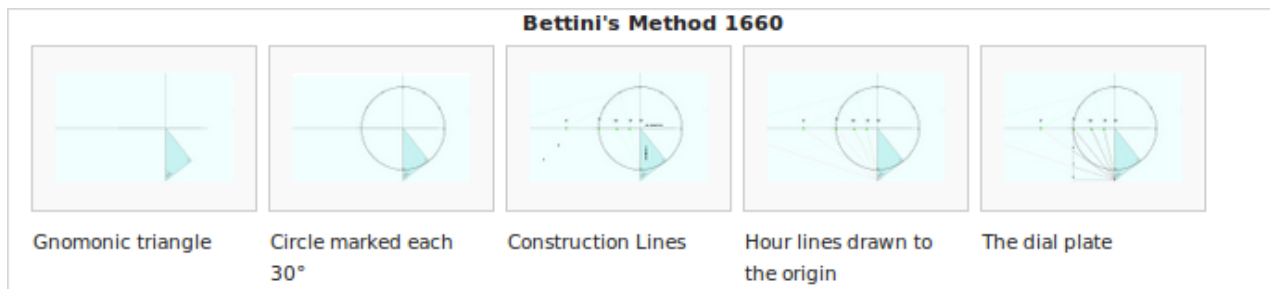 Bettini's Method 1660
Gnomonic triangle
Circle marked each
30°
Construction Lines
Hour lines drawn to
the origin
The dial plate